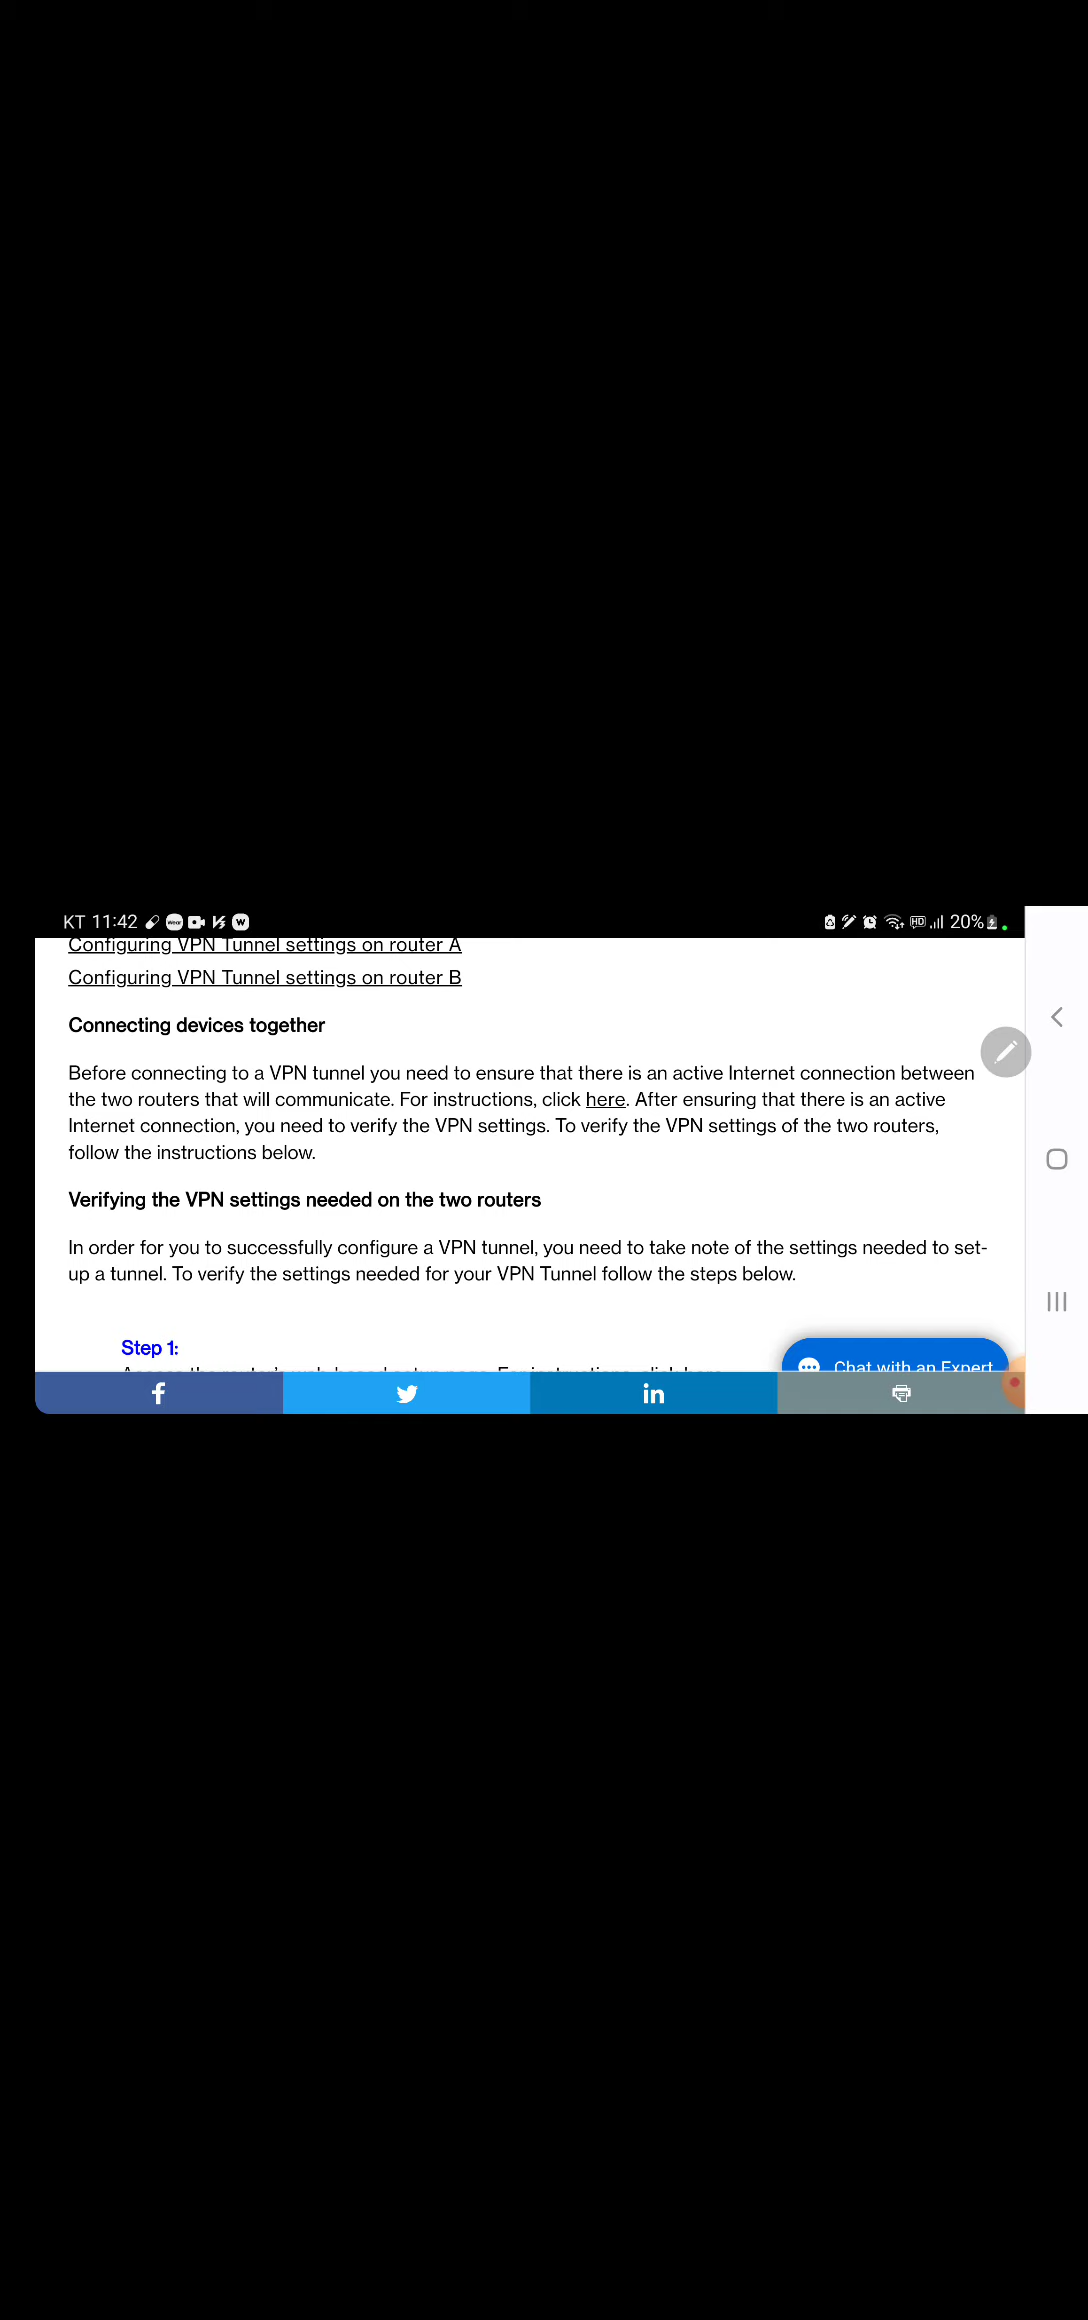 KT 11:42
HD 20%
Configuring VPN Tunnel settings on router A
Configuring VPN Tunnel settings on router B
Connecting devices together
Before connecting to a VPN tunnel you need to ensure that there is an active Internet connection between
the two routers that will communicate. For instructions, click here. After ensuring that there is an active
Internet connection, you need to verify the VPN settings. To verify the VPN settings of the two routers,
follow the instructions below.
Verifying the VPN settings needed on the two routers
In order for you to successfully configure a VPN tunnel, you need to take note of the settings needed to set-
up a tunnel. To verify the settings needed for your VPN Tunnel follow the steps below.
Step 1:
Chat with an Expert